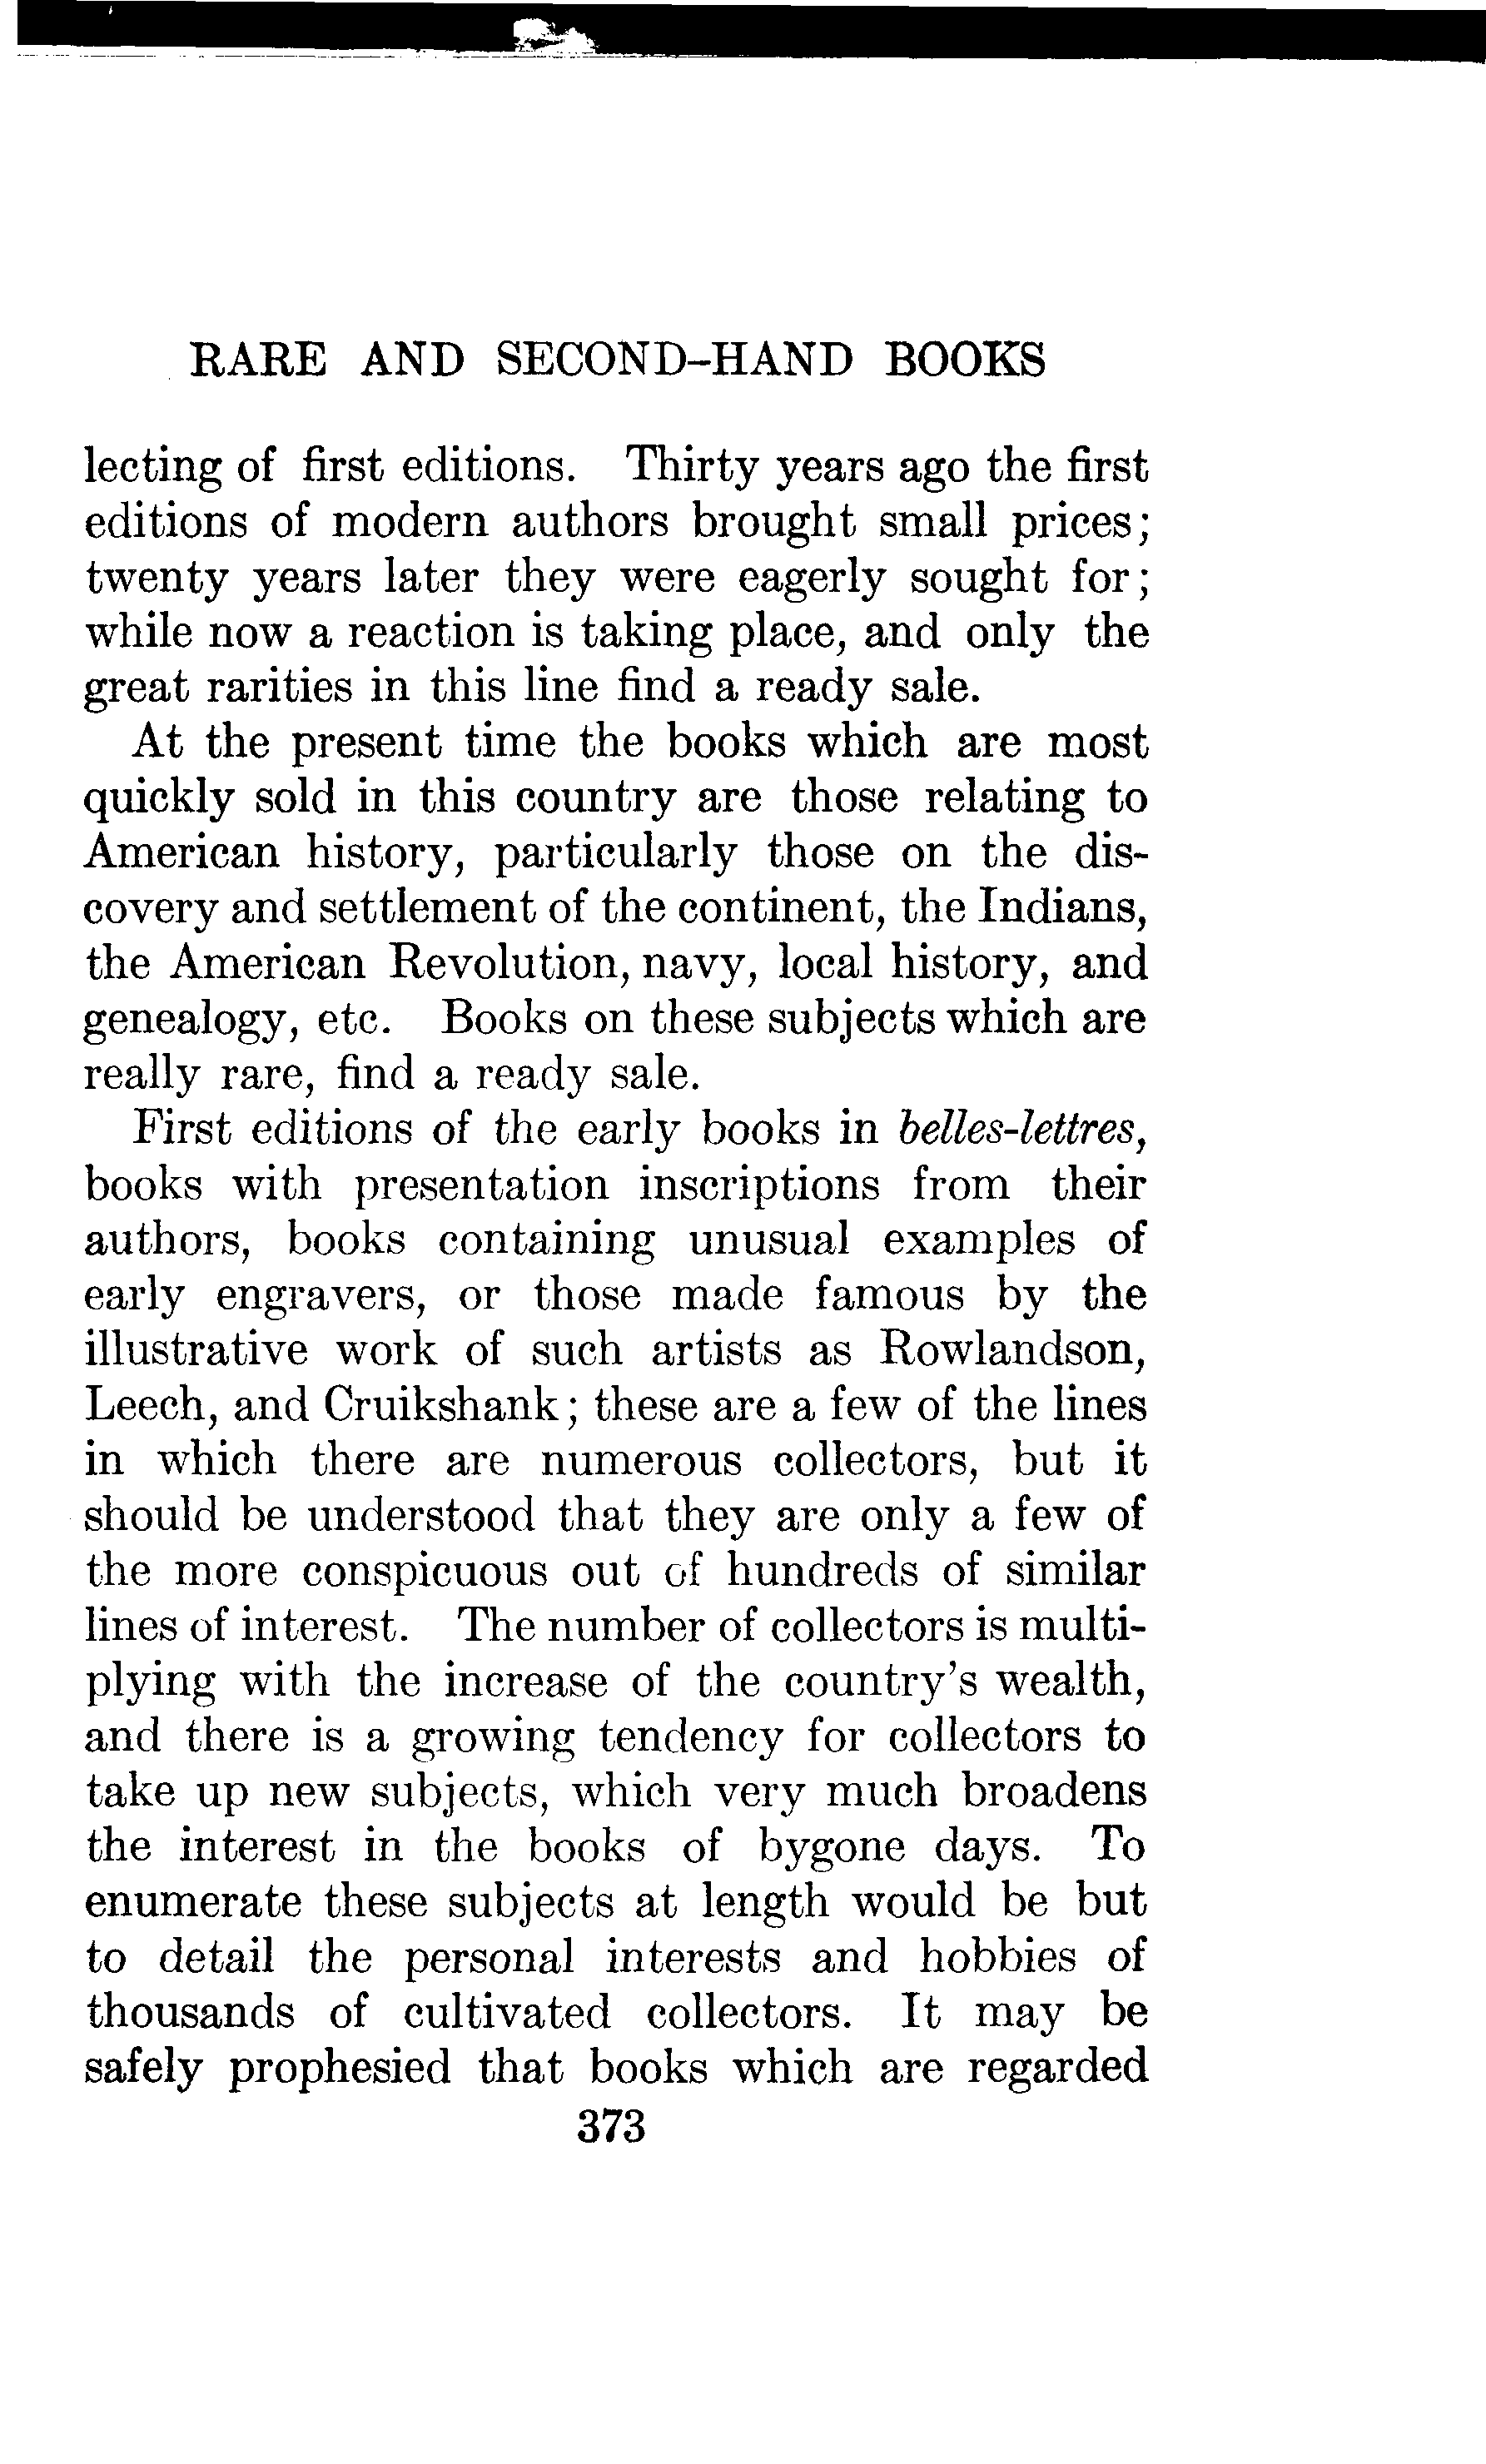 RARE AND SECOND-HAND BOOKS
lecting of first editions. Thirty years ago the first
editions of modern authors brought small prices;
twenty years later they were eagerly sought for;
while now a reaction is taking place, and only the
great rarities in this line find a ready sale.
At the present time the books which are most
quickly sold in this country are those relating to
American history, particularly those on the dis-
covery and settlement of the continent, the Indians,
the American Revolution, navy, local history, and
genealogy, etc. Books on these subjects which are
really rare, find a ready sale.
First editions of the early books in belles-lettres,
books with presentation inscriptions from their
authors, books containing unusual examples of
early engravers, or those made famous by the
illustrative work of such artists as Rowlandson,
Leech, and Cruikshank; these are a few of the lines
in which there are numerous collectors, but it
should be understood that they are only a few of
the more conspicuous out of hundreds of similar
lines of interest. The number of collectors is multi-
plying with the increase of the country's wealth,
and there is a growing tendency for collectors to
take up new subjects, which very much broadens
the interest in the books of bygone days. To
enumerate these subjects at length would be but
to detail the personal interests and hobbies of
thousands of cultivated collectors. It may be
safely prophesied that books which are regarded
373